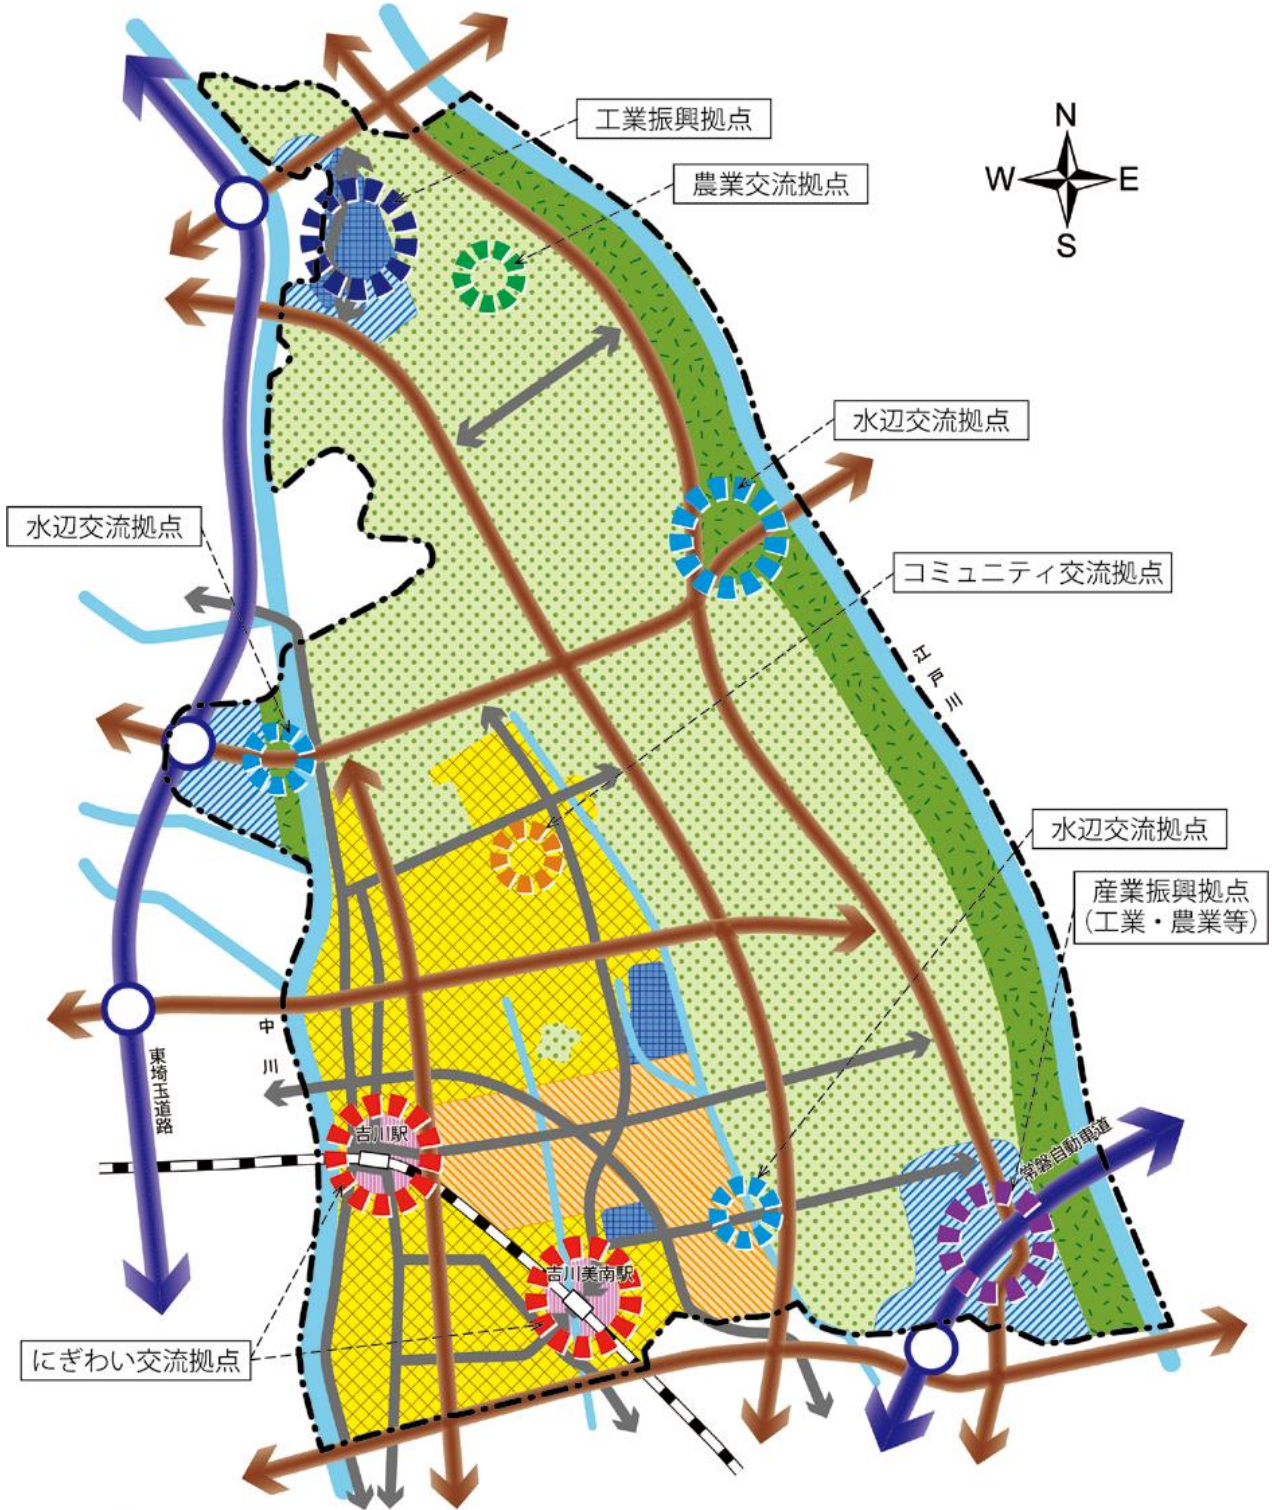 工業振興拠点
N
農業交流拠点
W
E
S
水辺交流拠点
水辺交流拠点
コミュニティ交流拠点
江戸川
水辺交流拠点
産業振興拠点
(工業・農業等)
中川
東埼玉道路
吉川駅
常磐自動車道
吉川美南駅
にぎわい交流拠点